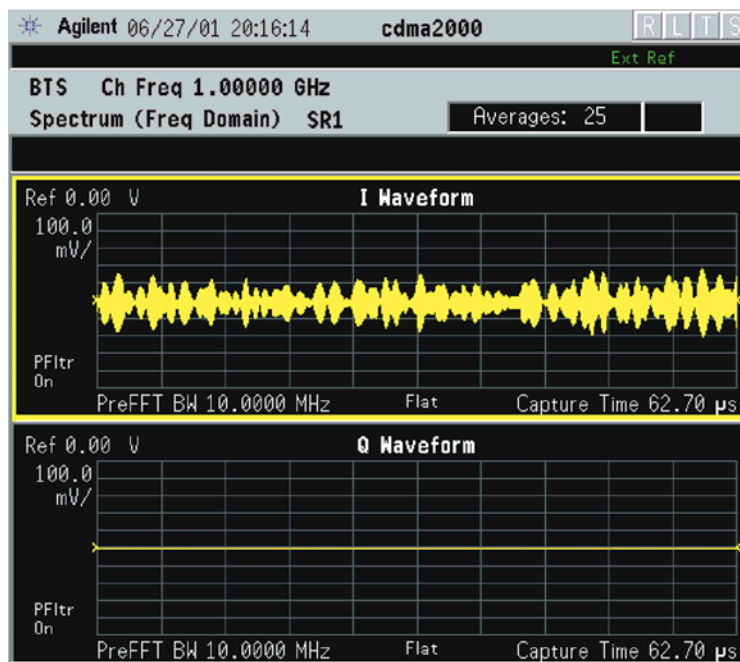 Agilent 06/27/01 20:16:14 cdma2000 R L T S
Ext Ref
BTS Ch Freq 1.00000 GHz
Spectrum (Freq Domain) SR1 Averages: 25
Ref 0.00 V I Waveform
100.0
mV/
PFltr
On
PreFFT BW 10.0000 MHz Flat Capture Time 62.70 µs
Ref 0.00 V Q Waveform
100.0
mV/
PFltr
On
PreFFT BW 10.0000 MHz Flat Capture Time 62.70 µs